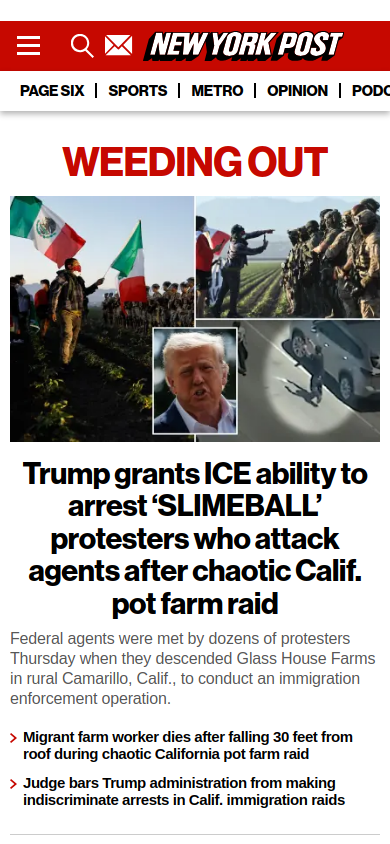 NEW YORK POST
PAGE SIX
SPORTS
METRO
OPINION
PODC
WEEDING OUT
Trump grants ICE ability to
arrest ‘SLIMEBALL’
protesters who attack
agents after chaotic Calif.
pot farm raid
Federal agents were met by dozens of protesters
Thursday when they descended Glass House Farms
in rural Camarillo, Calif., to conduct an immigration
enforcement operation.
Migrant farm worker dies after falling 30 feet from
roof during chaotic California pot farm raid
Judge bars Trump administration from making
indiscriminate arrests in Calif. immigration raids